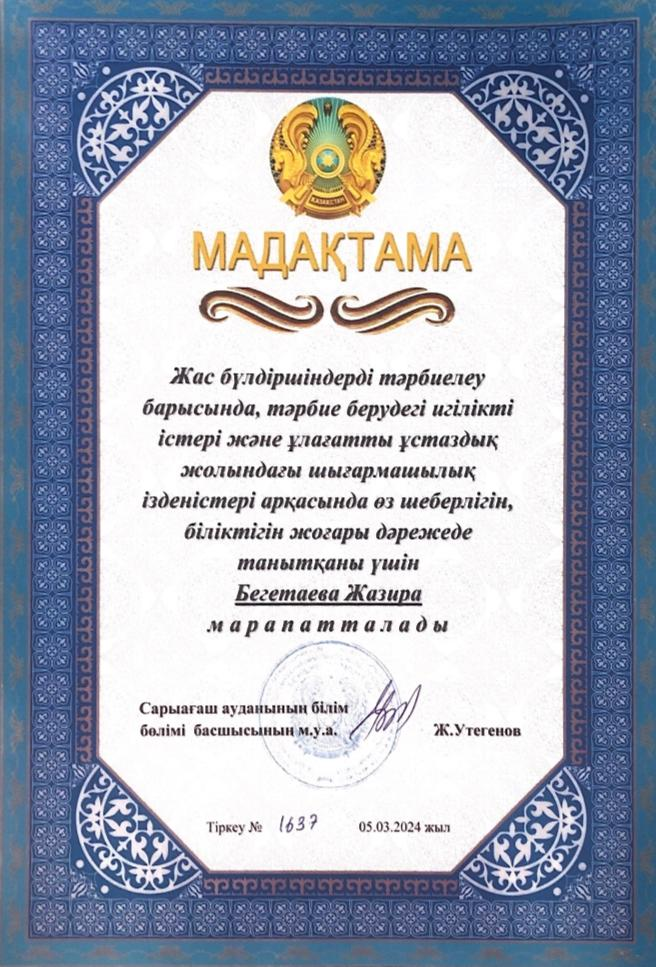 ҚАЗАҚСТАН
МАДАҚТАМА
Жас бүлдіршіндерді тәрбиелеу
барысында, тәрбие берудегі игілікті
істері және ұлағатты ұстаздық
жолындағы шығармашылық
ізденістері арқасында өз шеберлігін,
біліктігін жоғары дәрежеде
танытқаны үшін
Бегетаева Жазира
марапатталады
Сарыағаш ауданының білім
бөлімі басшысының м.у.а. Ж.Утегенов
Тіркеу № 1637 05.03.2024 жыл